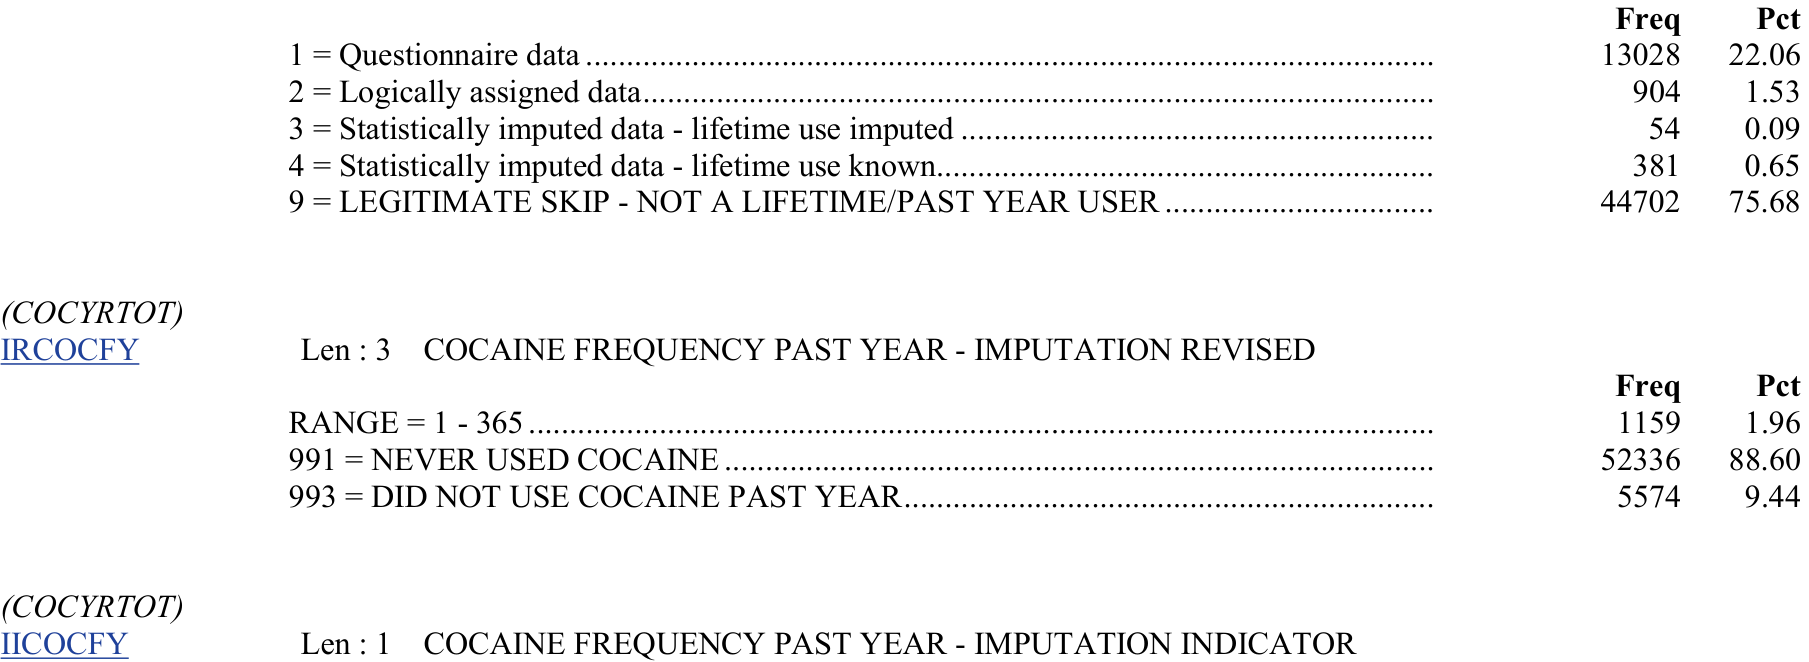 Freq Pct
1 = Questionnaire data ........ 13028 22.06
2 = Logically assigned data ........ 904 1.53
3 = Statistically imputed data - lifetime use imputed ........ 54 0.09
4 = Statistically imputed data - lifetime use known ........ 381 0.65
9 = LEGITIMATE SKIP - NOT A LIFETIME/PAST YEAR USER ........ 44702 75.68
(COCYRTOT)
IRCOCFY Len : 3 COCAINE FREQUENCY PAST YEAR - IMPUTATION REVISED
Freq Pct
RANGE = 1 - 365 ........ 1159 1.96
991 = NEVER USED COCAINE ........ 52336 88.60
993 = DID NOT USE COCAINE PAST YEAR ........ 5574 9.44
(COCYRTOT)
IICOCFY Len : 1 COCAINE FREQUENCY PAST YEAR - IMPUTATION INDICATOR